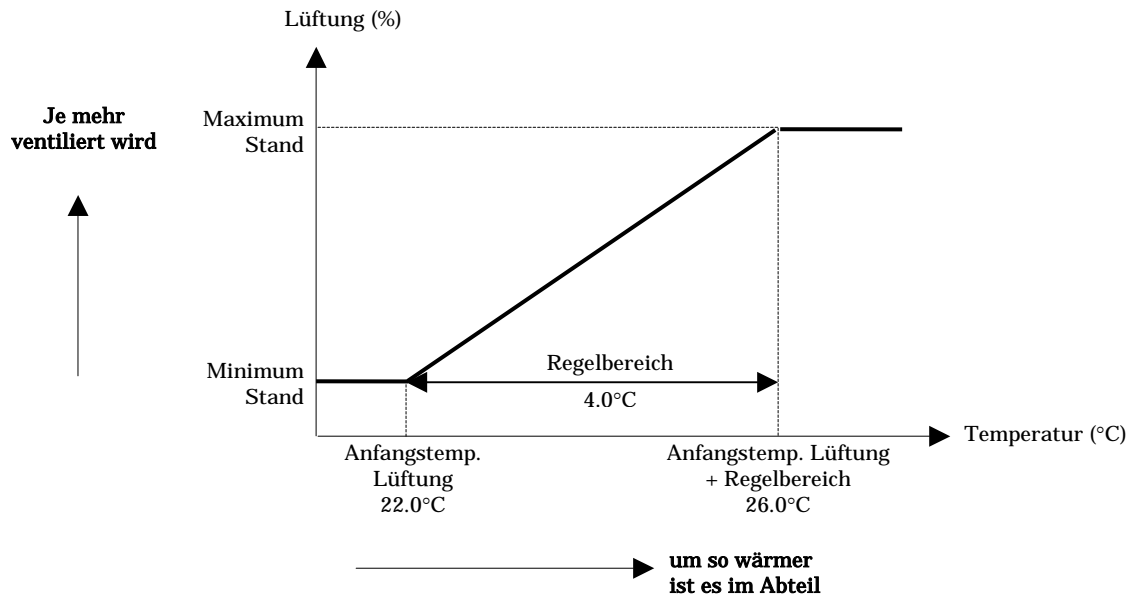 Lüftung (%)
Je mehr
ventiliert wird
Maximum
Stand
Minimum
Stand
Regelbereich
4.0°C
Temperatur (°C)
Anfangstemp.
Lüftung
22.0°C
Anfangstemp. Lüftung
+ Regelbereich
26.0°C
um so wärmer
ist es im Abteil